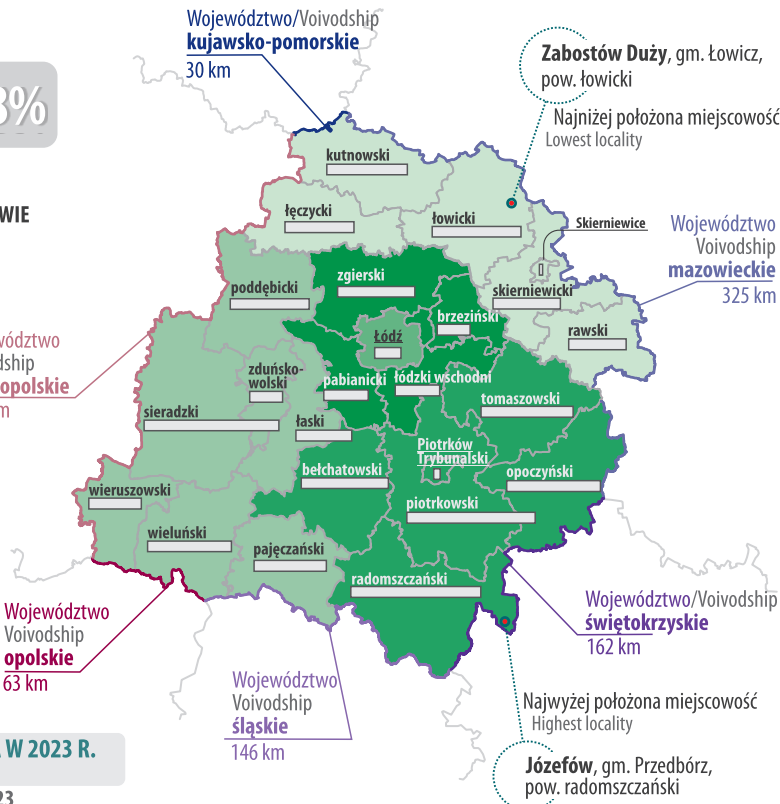 Województwo/Voivodship
kujawsko-pomorskie
30 km
Zabostów Duży, gm. Łowicz,
pow. łowicki
Najniżej położona miejscowość
Lowest locality
3%
WIE
kutnowski
łęczycki
łowicki
Skierniewice
Województwo
Voivodship
mazowieckie
325 km
zgierski
poddębicki
skierniewicki
brzeziński
rawski
Łódź
zduńsko-
wolski
pabianicki
łódzki wschodni
tomaszowski
sieradzki
łaski
Piotrków
Trybunalski
bełchatowski
opoczyński
wieruszowski
piotrkowski
wieluński
pajęczański
radomszczański
Województwo
Voivodship
opolskie
63 km
Województwo/Voivodship
świętokrzyskie
162 km
Województwo
Voivodship
śląskie
146 km
Najwyżej położona miejscowość
Highest locality
Józefów, gm. Przedbórz,
pow. radomszczański
W 2023 R.
23